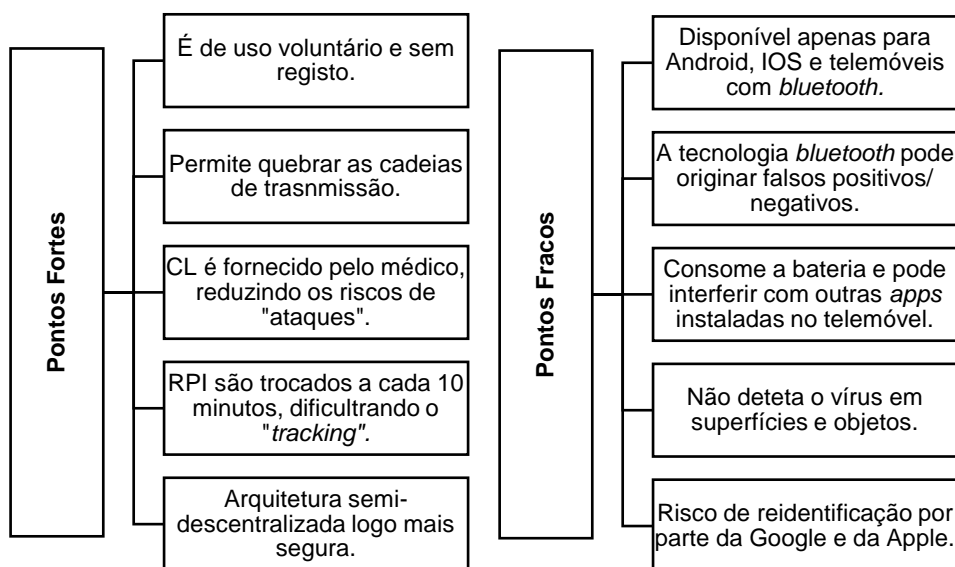 Pontos Fortes
É de uso voluntário e sem
registo.
Permite quebrar as cadeias
de trasnmissão.
CL é fornecido pelo médico,
reduzindo os riscos de
"ataques".
RPI são trocados a cada 10
minutos, dificultrando o
"tracking".
Arquitetura semi-
descentralizada logo mais
segura.
Pontos Fracos
Disponível apenas para
Android, IOS e telemóveis
com bluetooth.
A tecnologia bluetooth pode
originar falsos positivos/
negativos.
Consome a bateria e pode
interferir com outras apps
instaladas no telemóvel.
Não deteta o vírus em
superfícies e objetos.
Risco de reidentificação por
parte da Google e da Apple.